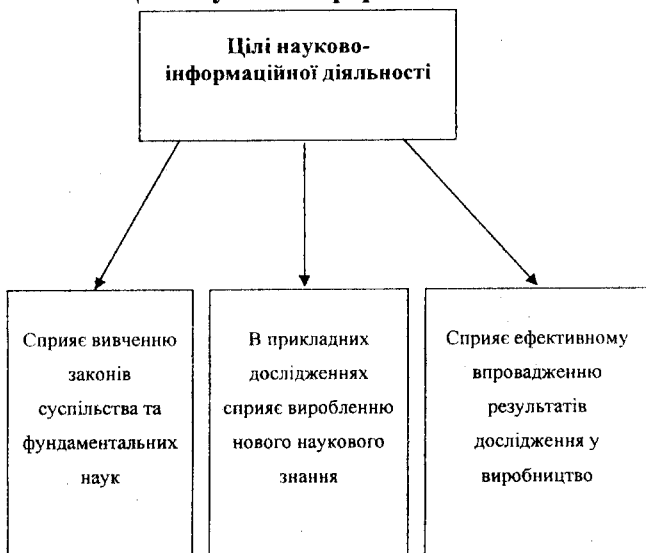 Цілі науково-
інформаційної діяльності
Сприяє вивченню
законів
суспільства та
фундаментальних
наук
В прикладних
дослідженнях
сприяє виробленню
нового наукового
знання
Сприяє ефективному
впровадженню
результатів
дослідження у
виробництво